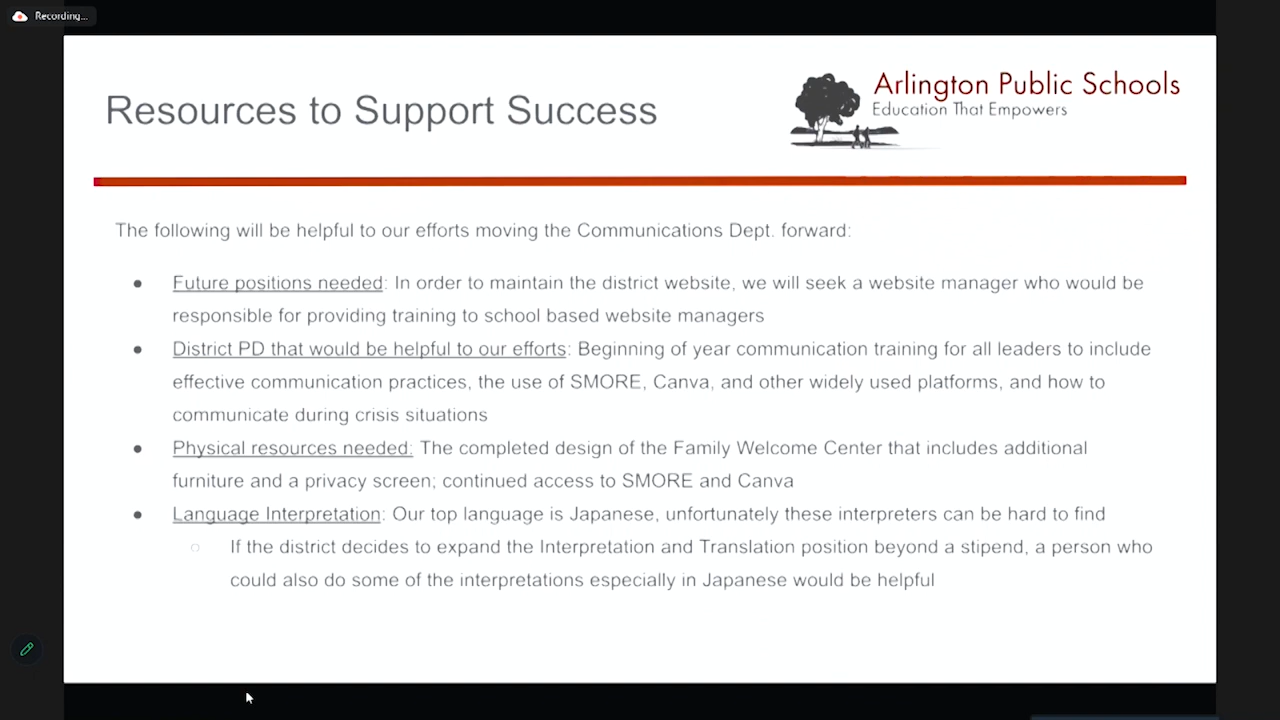 Recording...
Resources to Support Success
Arlington Public Schools
Education That Empowers
The following will be helpful to our efforts moving the Communications Dept. forward:
● Future positions needed: In order to maintain the district website, we will seek a website manager who would be
responsible for providing training to school based website managers
● District PD that would be helpful to our efforts: Beginning of year communication training for all leaders to include
effective communication practices, the use of SMORE, Canva, and other widely used platforms, and how to
communicate during crisis situations
● Physical resources needed: The completed design of the Family Welcome Center that includes additional
furniture and a privacy screen; continued access to SMORE and Canva
● Language Interpretation: Our top language is Japanese, unfortunately these interpreters can be hard to find
○ If the district decides to expand the Interpretation and Translation position beyond a stipend, a person who
could also do some of the interpretations especially in Japanese would be helpful